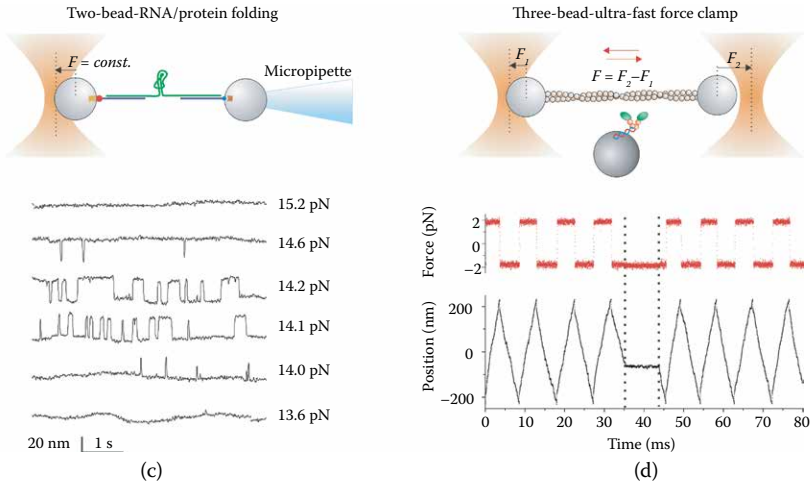 Two-bead-RNA/protein folding
F = const.
Micropipette
15.2 pN
14.6 pN
14.2 pN
14.1 pN
14.0 pN
13.6 pN
20 nm
1 s
(c)
Three-bead-ultra-fast force clamp
F1
F2
F = F2–F1
Force (pN)
2
0
−2
Position (nm)
200
0
−200
0 10 20 30 40 50 60 70 80
Time (ms)
(d)